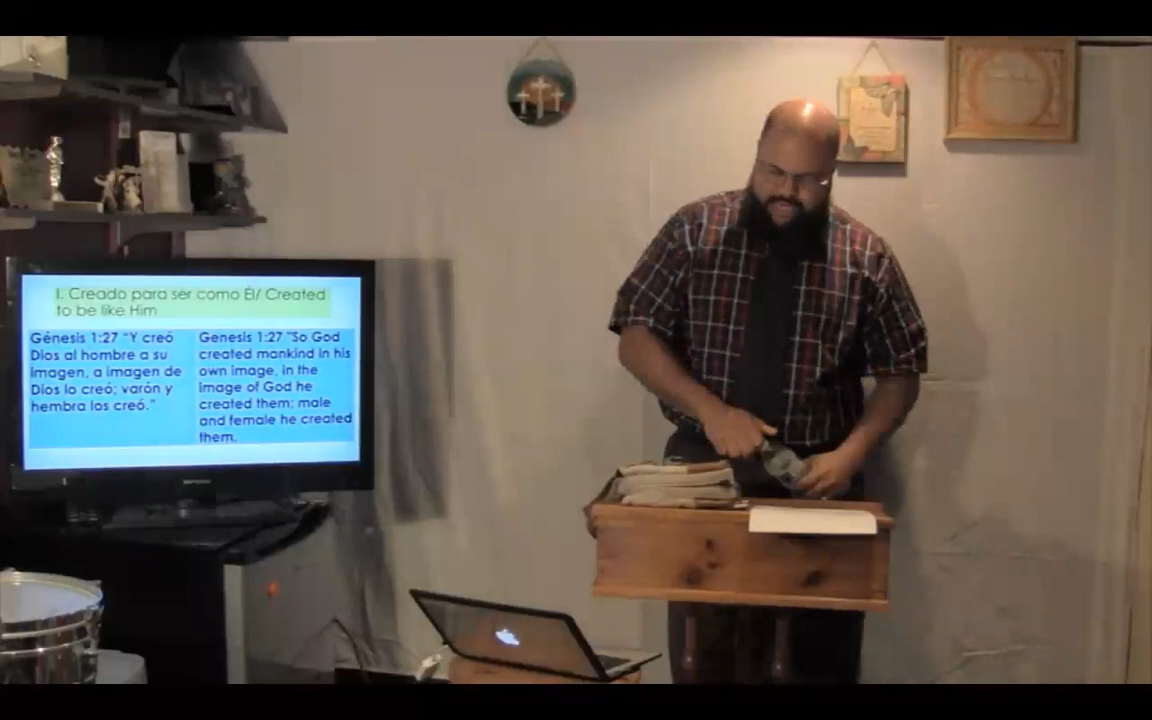 I. Creado para ser como Él/ Created
to be like Him
Génesis 1:27 "Y creó
Dios al hombre a su
imagen, a imagen de
Dios lo creó; varón y
hembra los creó."
Genesis 1:27 "So God
created mankind in his
own image, in the
image of God he
created them; male
and female he created
them.